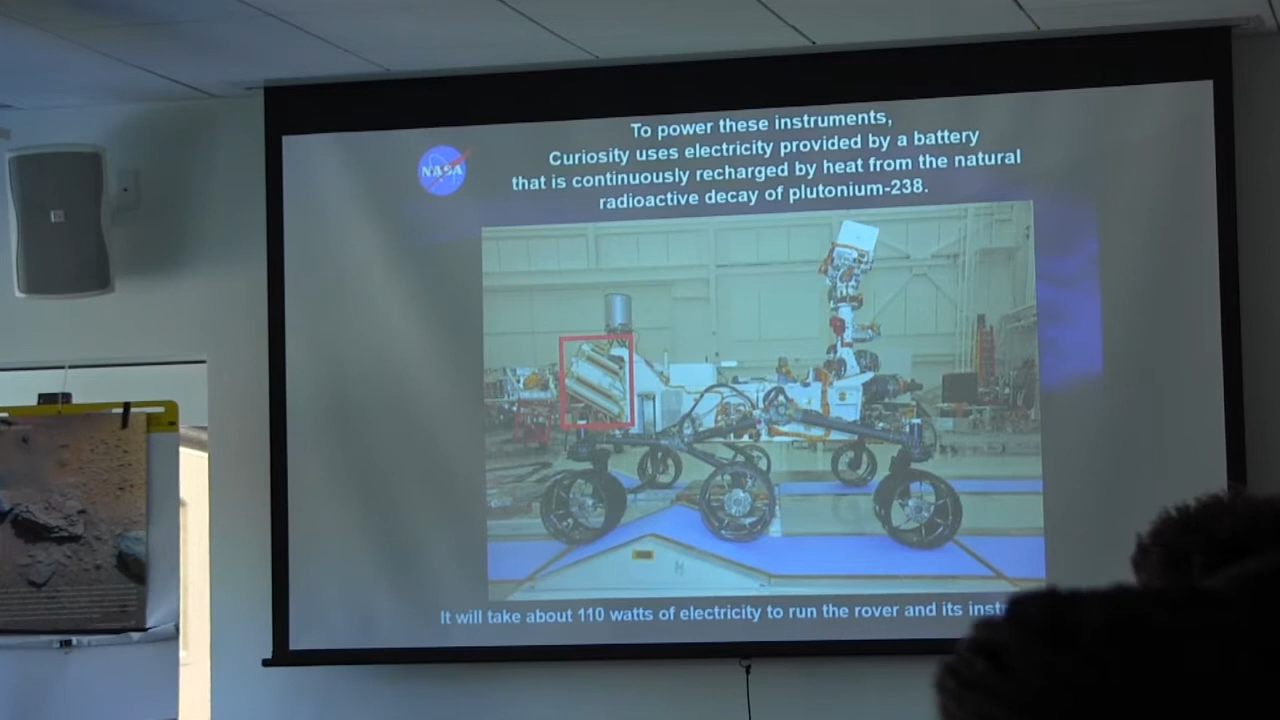 To power these instruments,
Curiosity uses electricity provided by a battery
that is continuously recharged by heat from the natural
radioactive decay of plutonium-238.
NASA
It will take about 110 watts of electricity to run the rover and its